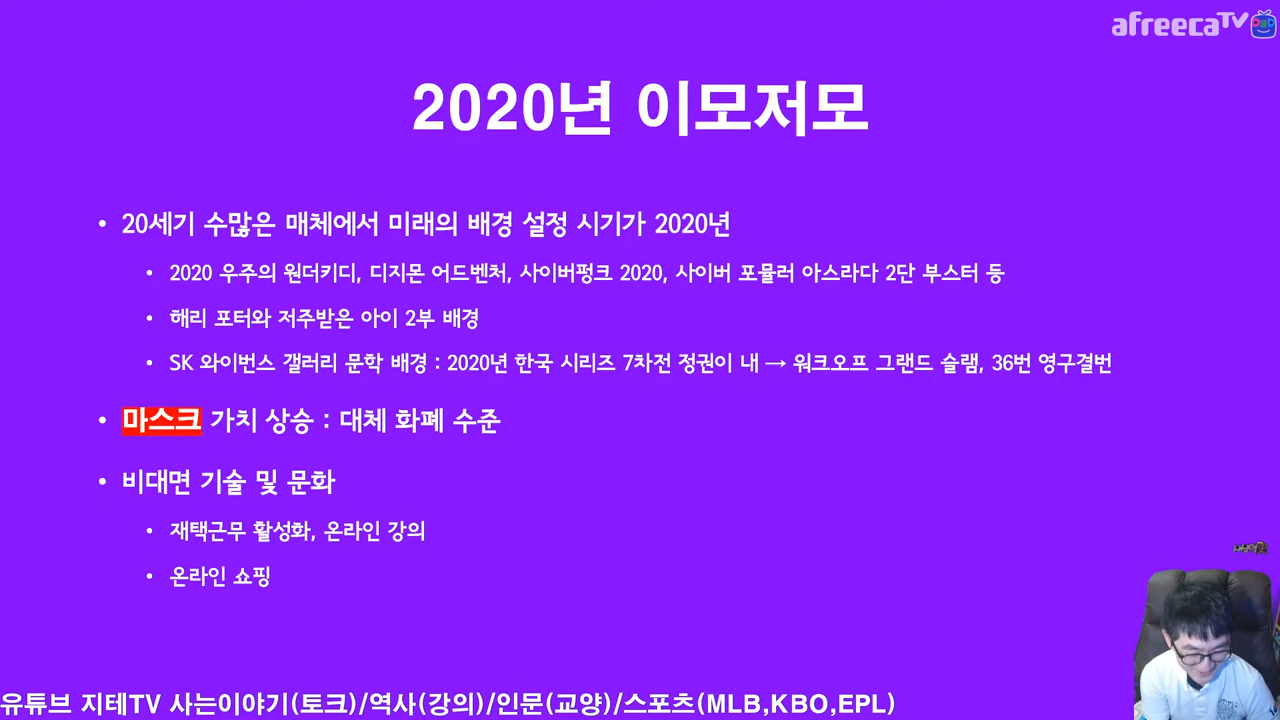 afreecaTV
2020년 이모저모
• 20세기 수많은 매체에서 미래의 배경 설정 시기가 2020년
• 2020 우주의 원더키디, 디지몬 어드벤처, 사이버펑크 2020, 사이버 포뮬러 아스라다 2단 부스터 등
• 해리 포터와 저주받은 아이 2부 배경
• SK 와이번스 갤러리 문학 배경 : 2020년 한국 시리즈 7차전 정권이 내 → 워크오프 그랜드 슬램, 36번 영구결번
• 마스크 가치 상승 : 대체 화폐 수준
• 비대면 기술 및 문화
• 재택근무 활성화, 온라인 강의
• 온라인 쇼핑
유튜브 지테TV 사는이야기(토크)/역사(강의)/인문(교양)/스포츠(MLB,KBO,EPL)